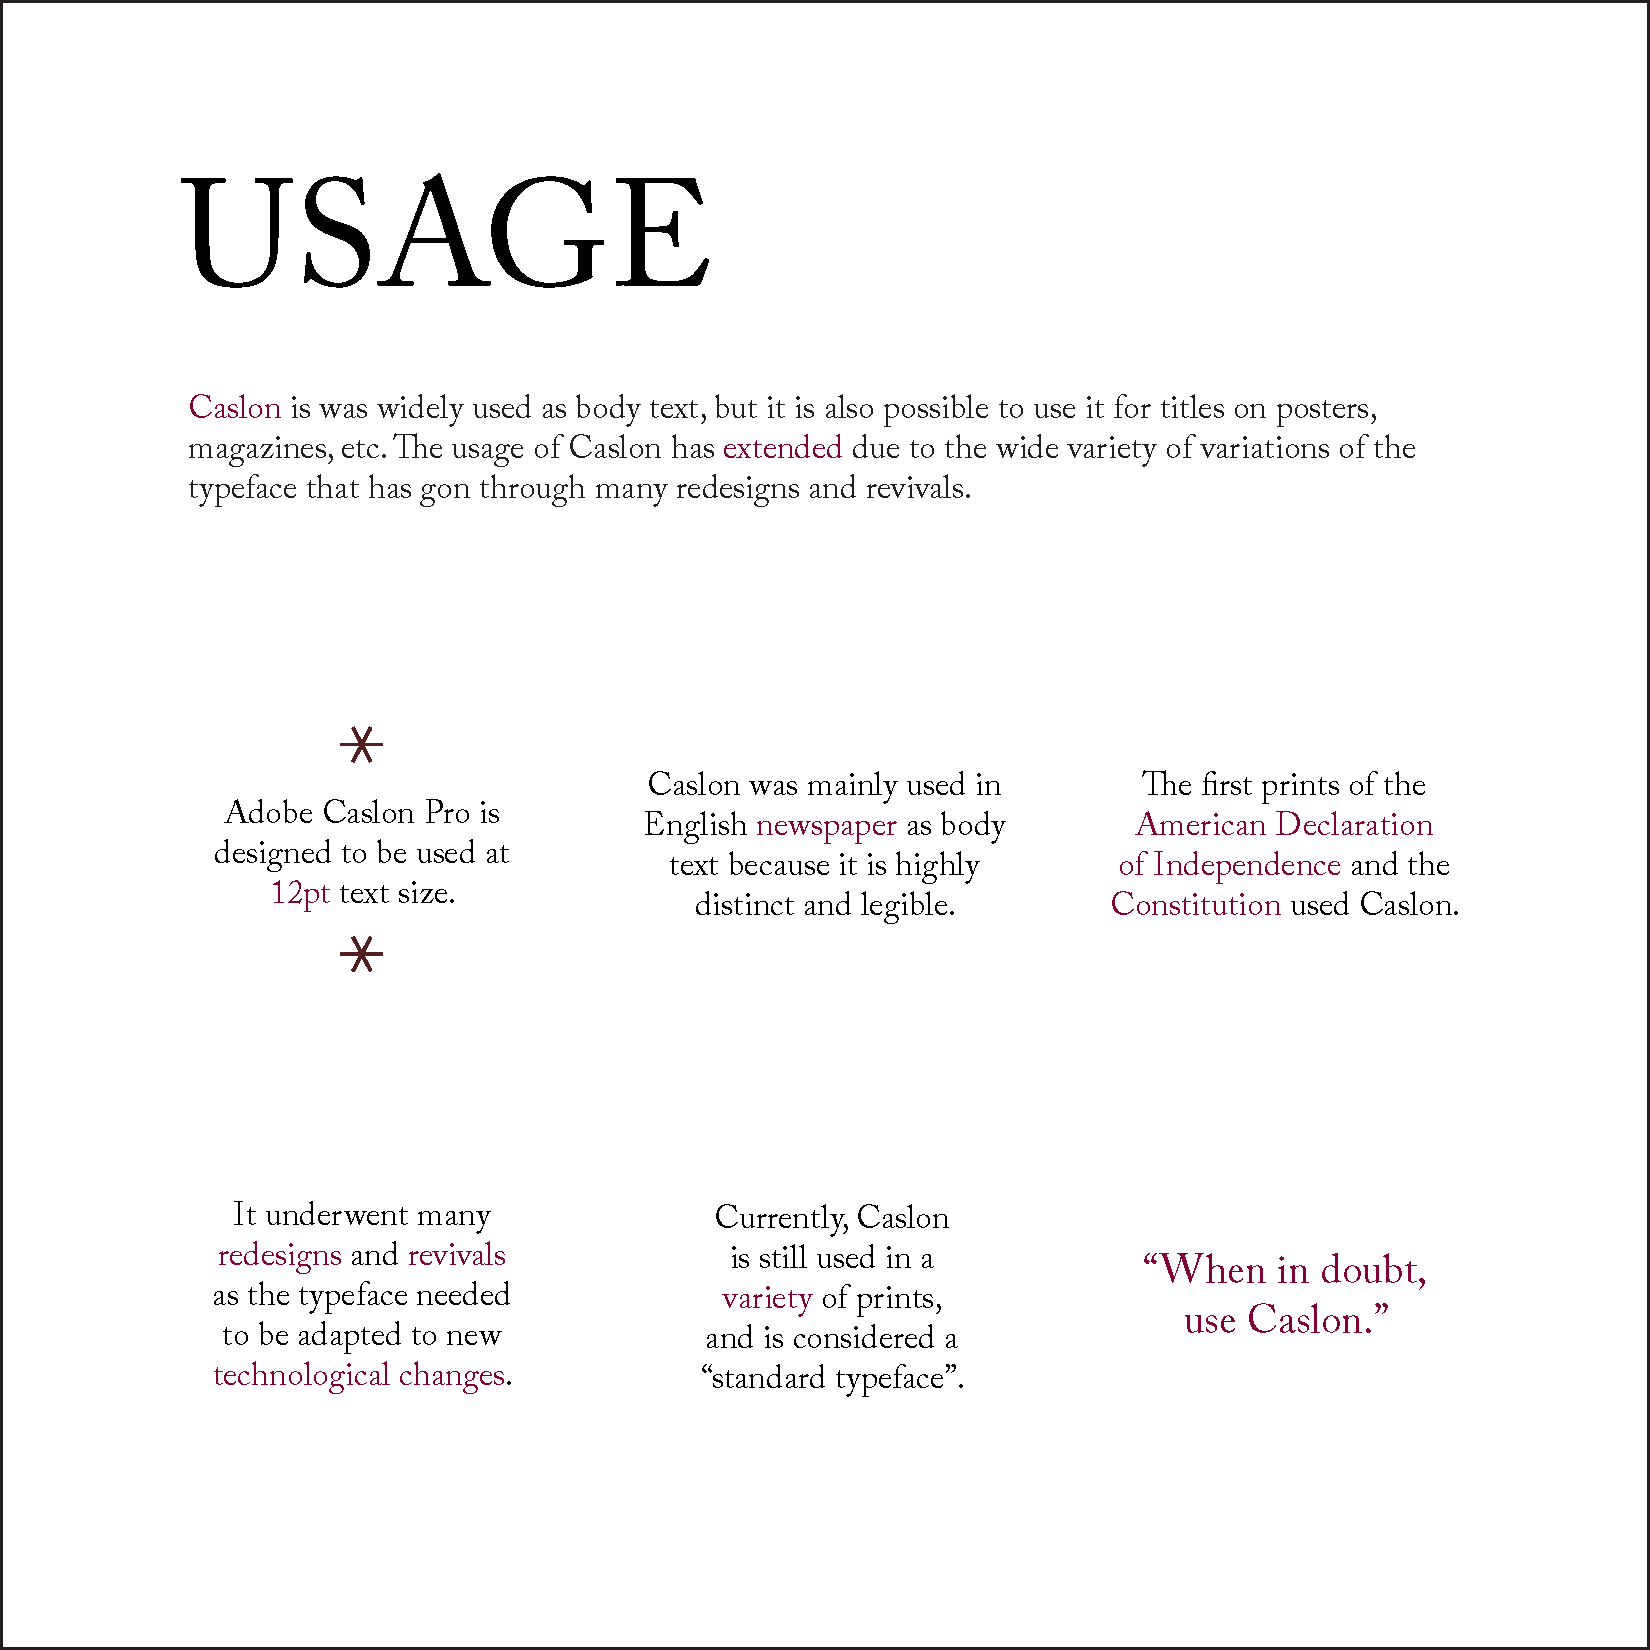 USAGE
Caslon is was widely used as body text, but it is also possible to use it for titles on posters,
magazines, etc. The usage of Caslon has extended due to the wide variety of variations of the
typeface that has gon through many redesigns and revivals.
*
Adobe Caslon Pro is
designed to be used at
12pt text size.
*
Caslon was mainly used in
English newspaper as body
text because it is highly
distinct and legible.
The first prints of the
American Declaration
of Independence and the
Constitution used Caslon.
It underwent many
redesigns and revivals
as the typeface needed
to be adapted to new
technological changes.
Currently, Caslon
is still used in a
variety of prints,
and is considered a
“standard typeface”.
“When in doubt,
use Caslon.”